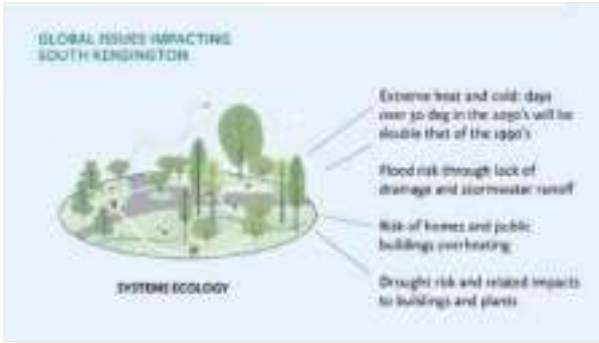 GLOBAL ISSUES IMPACTING
SOUTH KENSINGTON
Extreme heat and cold: days
over 30 deg in the 2050's will be
double that of the 1990's
Flood risk through lack of
drainage and stormwater runoff
Risk of homes and public
buildings overheating
Drought risk and related impacts
to buildings and plants
SYSTEMS ECOLOGY